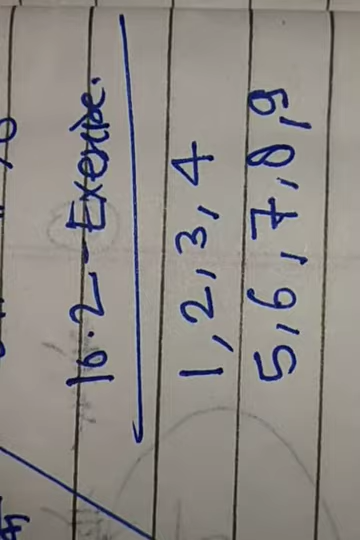 16.2 - Exercise.
1, 2, 3, 4
5, 6, 7, 8, 9